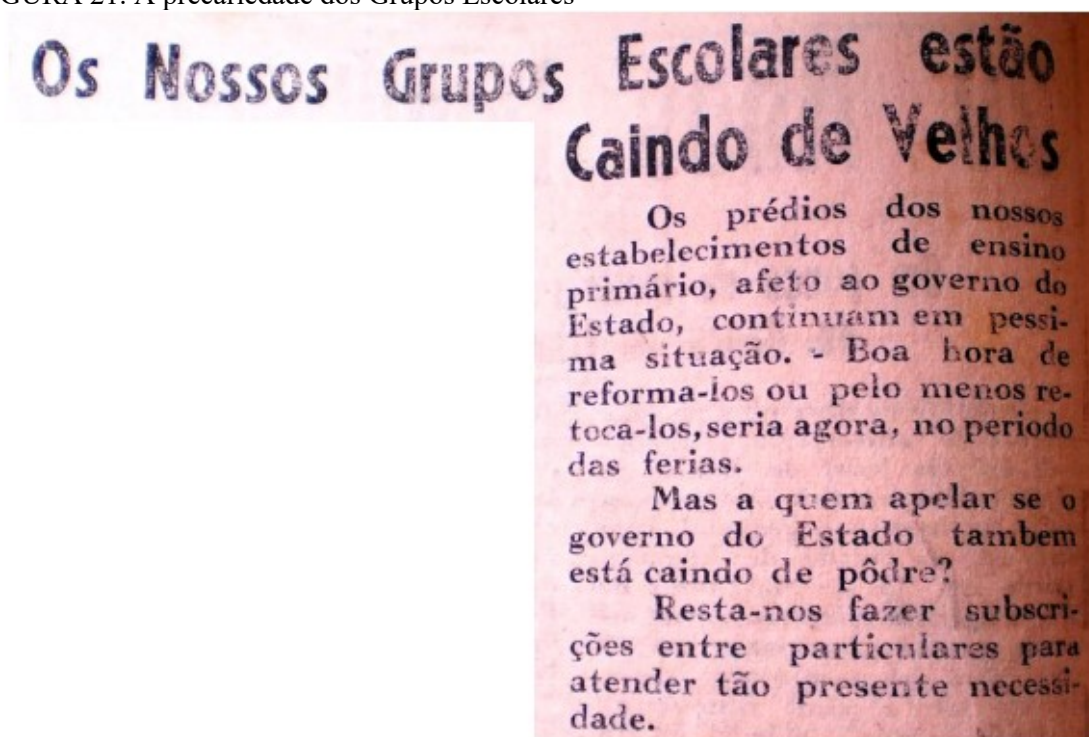 GURA 21: A precariedade dos Grupos Escolares
Os Nossos Grupos Escolares estão
Caindo de Velhos
Os prédios dos nossos
estabelecimentos de ensino
primário, afeto ao governo do
Estado, continuam em pessi-
ma situação. - Boa hora de
reforma-los ou pelo menos re-
toca-los, seria agora, no periodo
das ferias.
Mas a quem apelar se o
governo do Estado tambem
está caindo de pôdre?
Resta-nos fazer subscri-
ções entre particulares para
atender tão presente necessi-
dade.